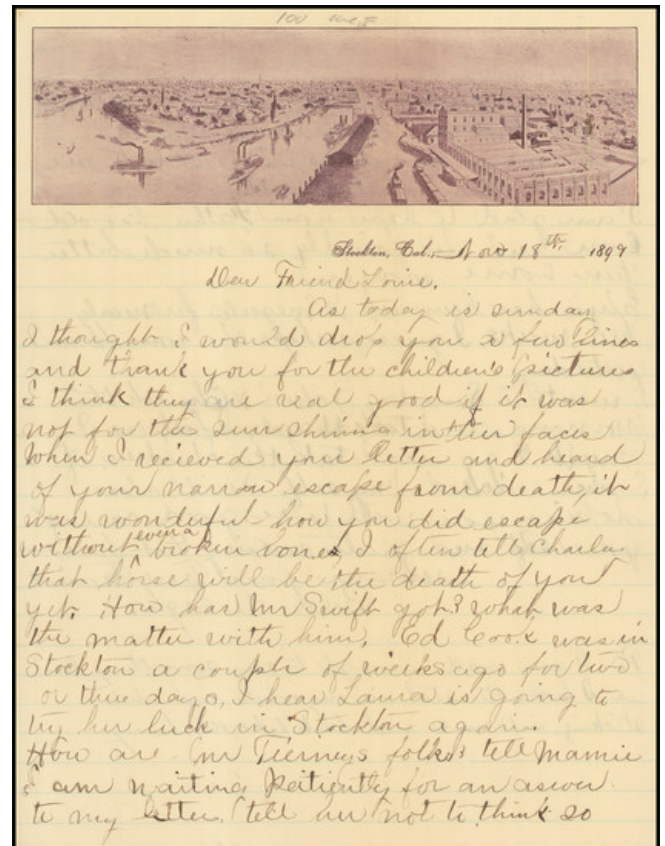 100
Stockton, Cal., Nov 18th 1899
Dear Friend Lorie.
As today is sunday
I thought I would drop you a few lines
and thank you for the children's pictures
I think they are real good if it was
not for the sun shining in their faces
When I recieved your letter and heard
of your narrow escape from death, it
was wonderful how you did escape
without even a broken bones, I often tell Charley
that horse will be the death of you
yet. How has Mr Swift got? what was
the matter with him. Ed Cook was in
Stockton a couple of weeks ago for two
or three days, I hear Laura is going to
try her luck in Stockton again.
How are Mr Tierneys folks tell Mamie
I am waiting patiently for an aswer
to my letter, tell her not to think so